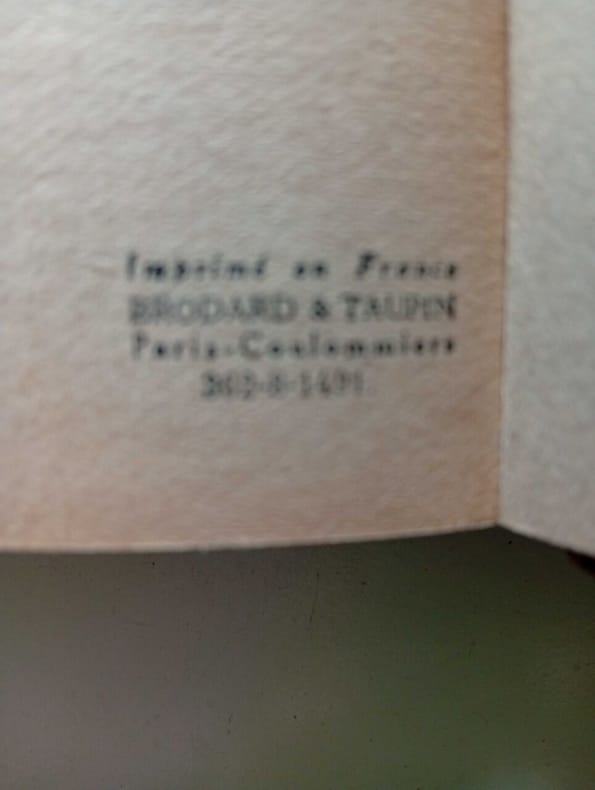 Imprimé en France
BRODARD & TAUPIN
Paris-Coulommiers